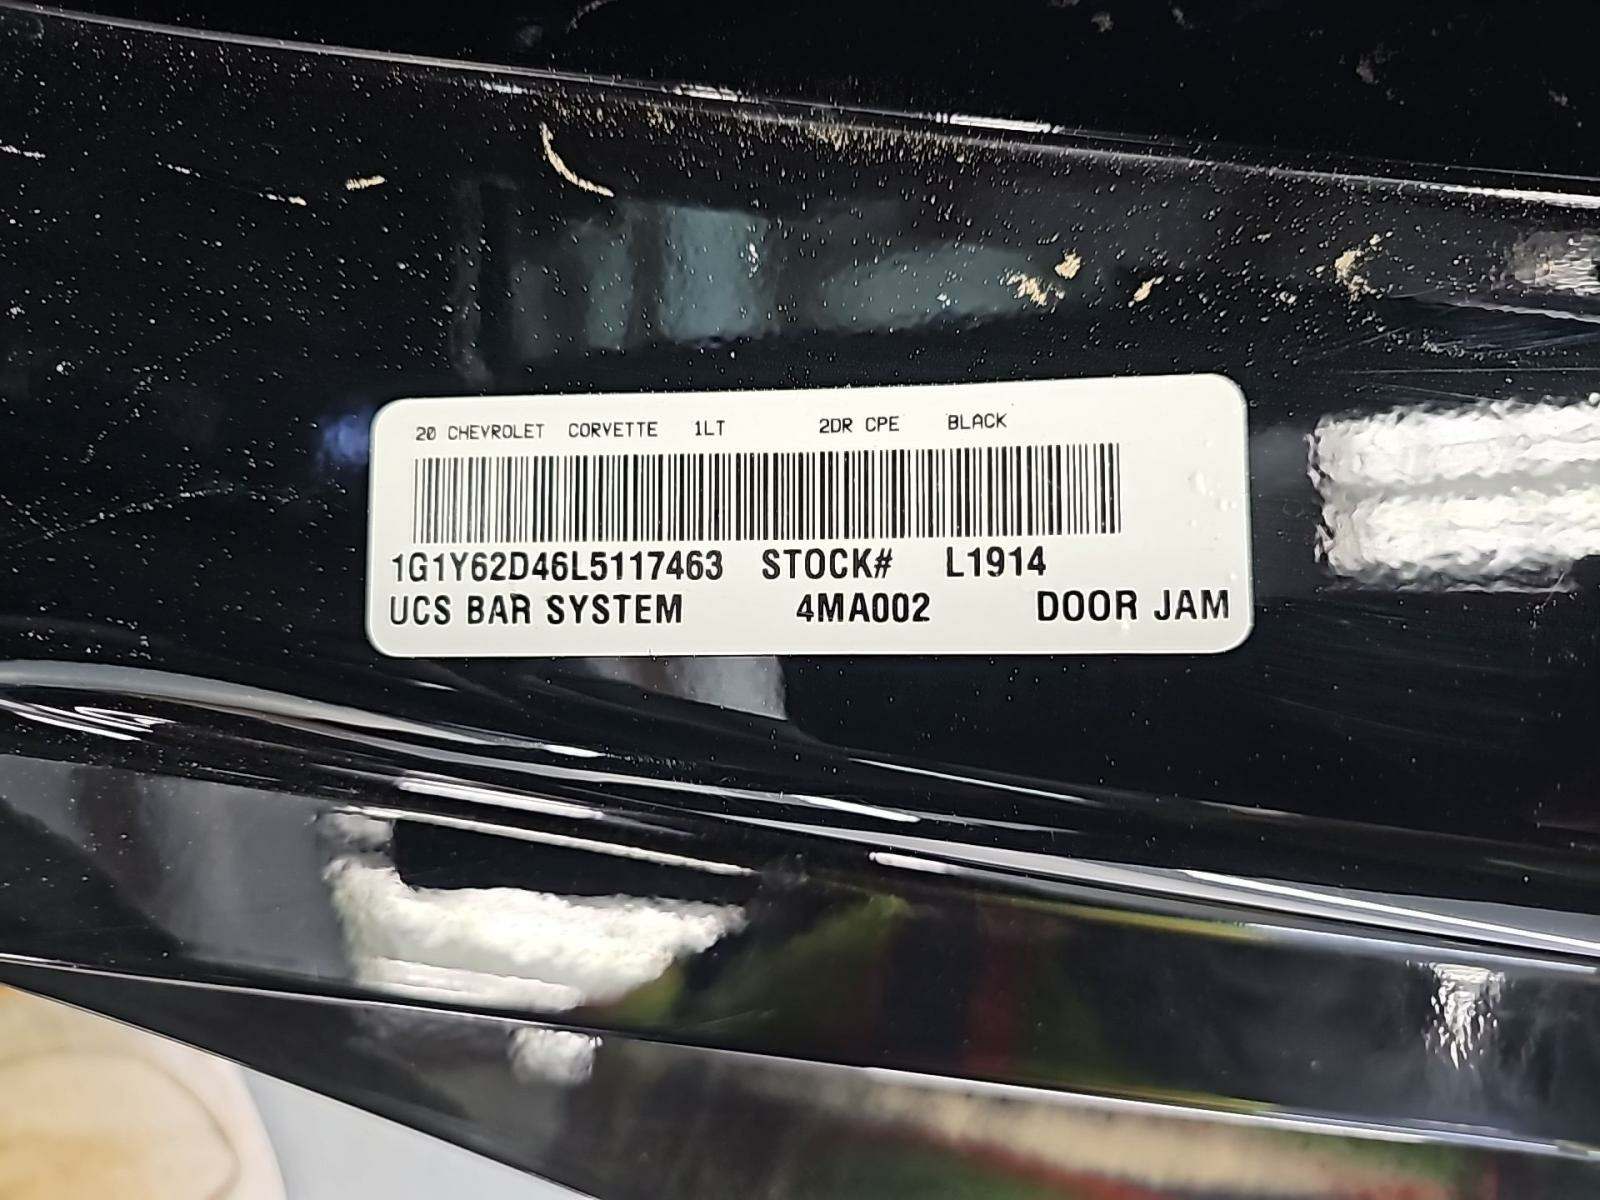 20 CHEVROLET CORVETTE 1LT 2DR CPE BLACK
1G1Y62D46L5117463 STOCK# L1914
UCS BAR SYSTEM 4MA002 DOOR JAM